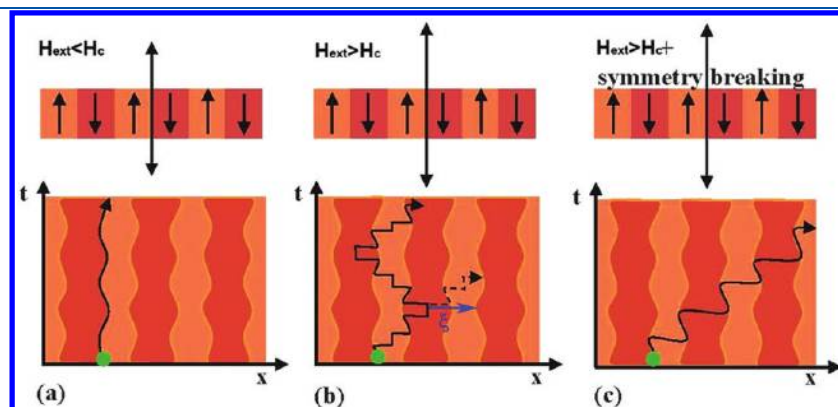 Hext<Hc
t
x
(a)
Hext>Hc
t
ξ
x
(b)
Hext>Hc+
symmetry breaking
t
x
(c)